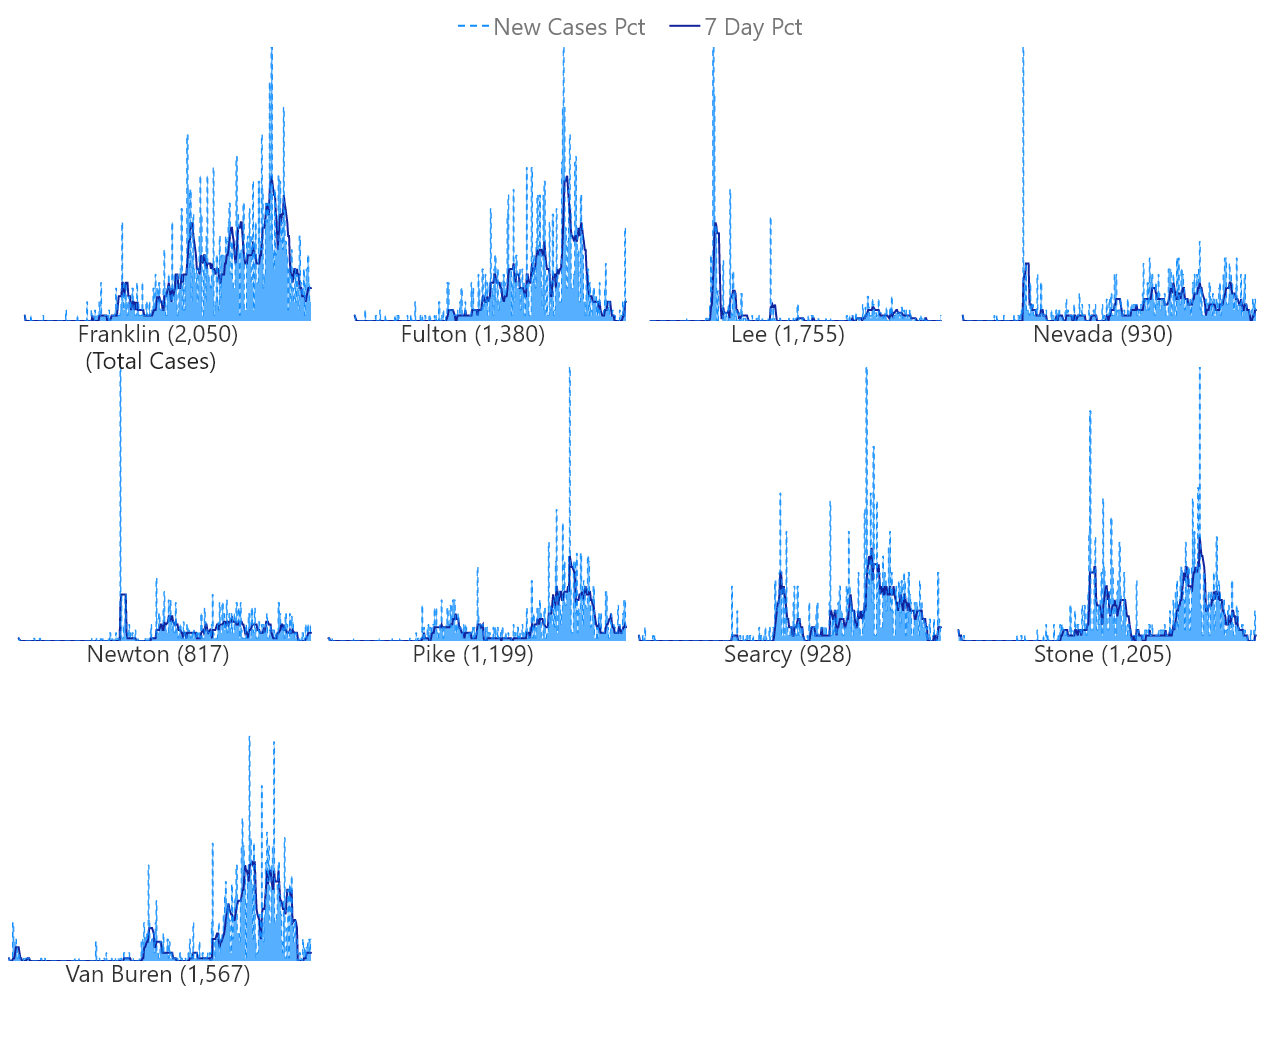 New Cases Pct 7 Day Pct
Franklin (2,050)
(Total Cases)
Fulton (1,380)
Lee (1,755)
Nevada (930)
Newton (817)
Pike (1,199)
Searcy (928)
Stone (1,205)
Van Buren (1,567)